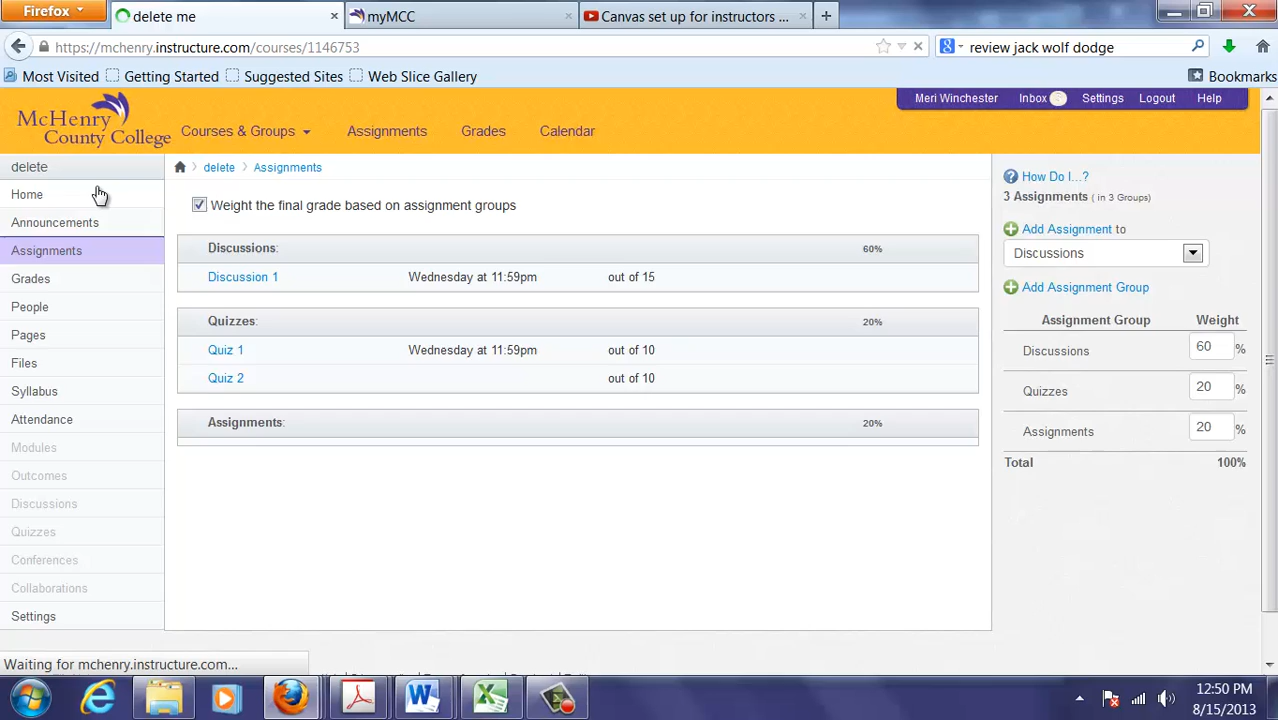 Firefox
delete me
myMCC
Canvas set up for instructors ...
https://mchenry.instructure.com/courses/1146753
review jack wolf dodge
Most Visited
Getting Started
Suggested Sites
Web Slice Gallery
Bookmarks
McHenry
County College
Courses & Groups
Assignments
Grades
Calendar
Meri Winchester
Inbox
Settings
Logout
Help
delete
Home
Announcements
Assignments
Grades
People
Pages
Files
Syllabus
Attendance
Modules
Outcomes
Discussions
Quizzes
Conferences
Collaborations
Settings
delete
Assignments
Weight the final grade based on assignment groups
Discussions: 60%
Discussion 1 Wednesday at 11:59pm out of 15
Quizzes: 20%
Quiz 1 Wednesday at 11:59pm out of 10
Quiz 2 out of 10
Assignments: 20%
How Do I...?
3 Assignments ( in 3 Groups)
Add Assignment to
Discussions
Add Assignment Group
Assignment Group Weight
Discussions 60 %
Quizzes 20 %
Assignments 20 %
Total 100%
Waiting for mchenry.instructure.com...
12:50 PM
8/15/2013